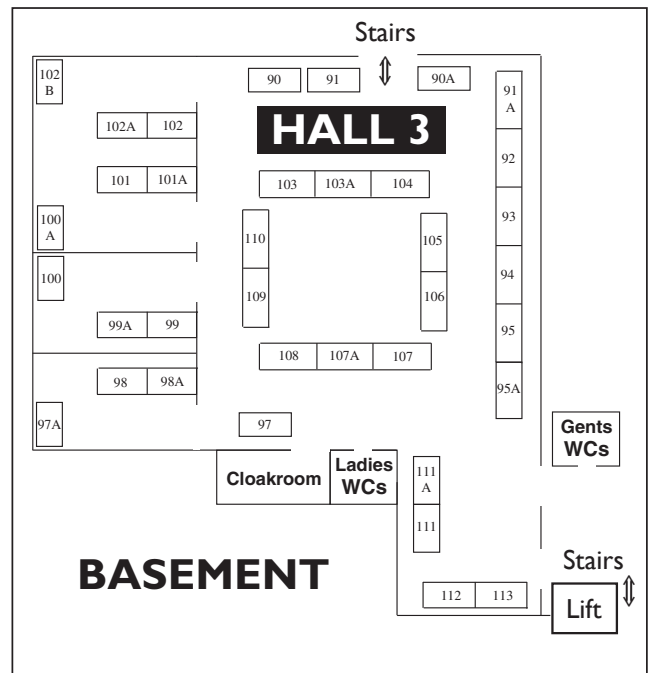 Stairs
102
B
90
91
90A
91
A
HALL 3
102A
102
92
101
101A
103
103A
104
100
A
93
110
105
100
94
109
106
99A
99
95
108
107A
107
98
98A
95A
97A
97
Gents
WCs
Cloakroom
Ladies
WCs
111
A
111
BASEMENT
Stairs
112
113
Lift